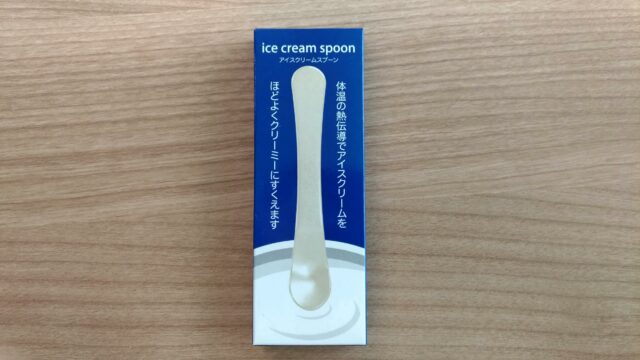 ice cream spoon
アイスクリームスプーン
体温の熱伝導でアイスクリームを
ほどよくクリーミーにすくえます